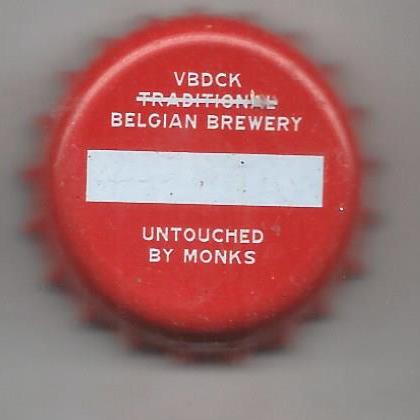 VBDCK
TRADITIONAL
BELGIAN BREWERY
UNTOUCHED
BY MONKS